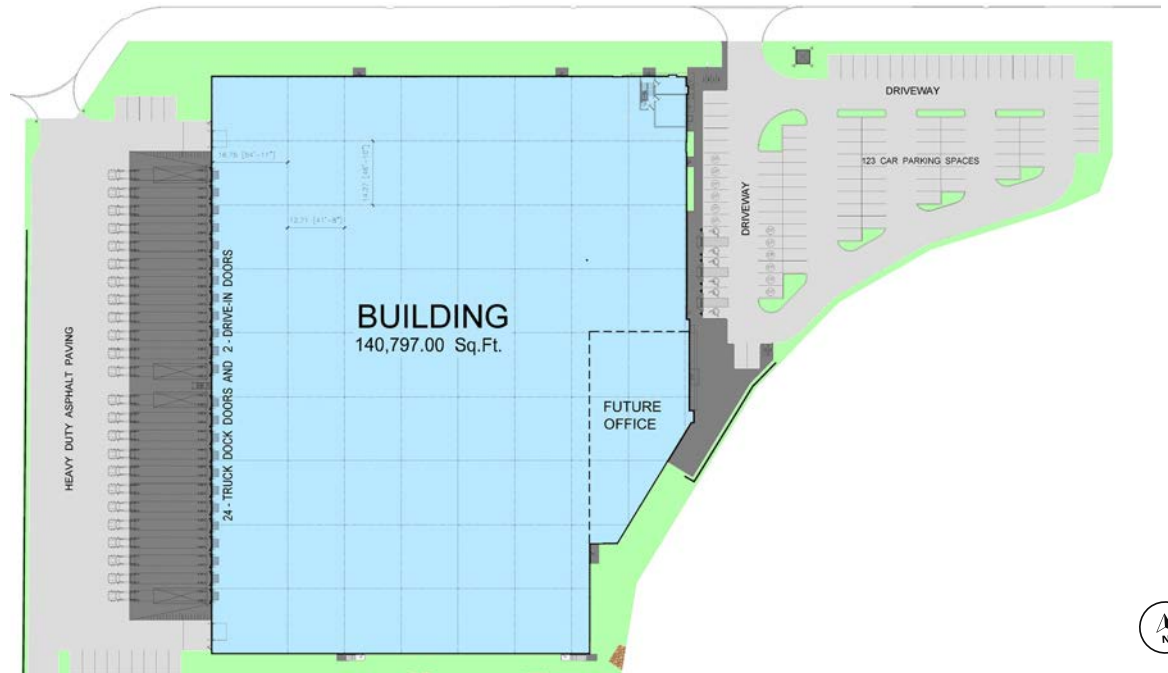 DRIVEWAY
123 CAR PARKING SPACES
DRIVEWAY
BUILDING
140,797.00 Sq.Ft.
24 - TRUCK DOCK DOORS AND 2 - DRIVE-IN DOORS
HEAVY DUTY ASPHALT PAVING
FUTURE
OFFICE
N